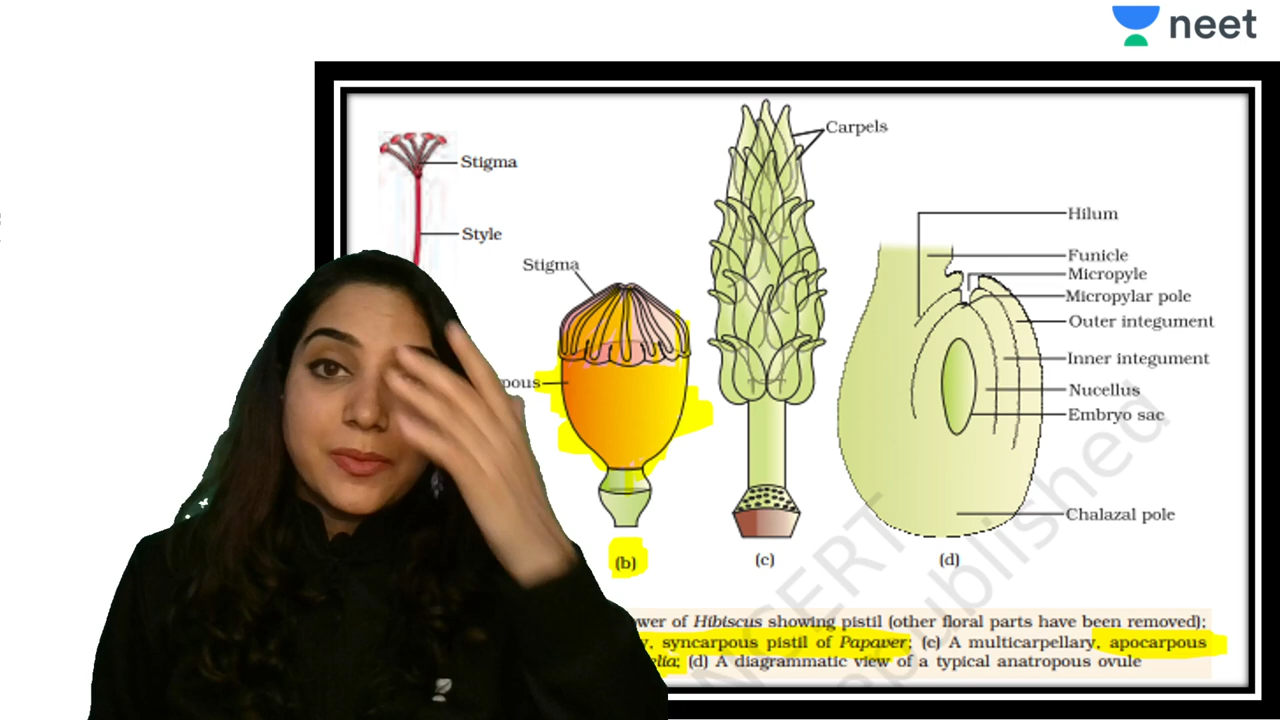 neet
Carpels
Stigma
Style
Stigma
Hilum
Funicle
Micropyle
Micropylar pole
Outer integument
Inner integument
Nucellus
Embryo sac
Chalazal pole
(b)
(c)
(d)
of Hibiscus showing pistil (other floral parts have been removed);
syncarpous pistil of Papaver; (c) A multicarpellary, apocarpous
(d) A diagrammatic view of a typical anatropous ovule
NCERT
published